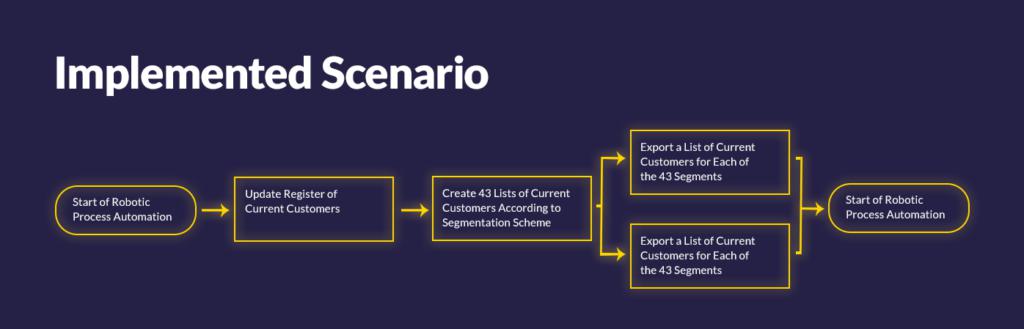 Implemented Scenario
Start of Robotic
Process Automation
Update Register of
Current Customers
Create 43 Lists of Current
Customers According to
Segmentation Scheme
Export a List of Current
Customers for Each of
the 43 Segments
Export a List of Current
Customers for Each of
the 43 Segments
Start of Robotic
Process Automation